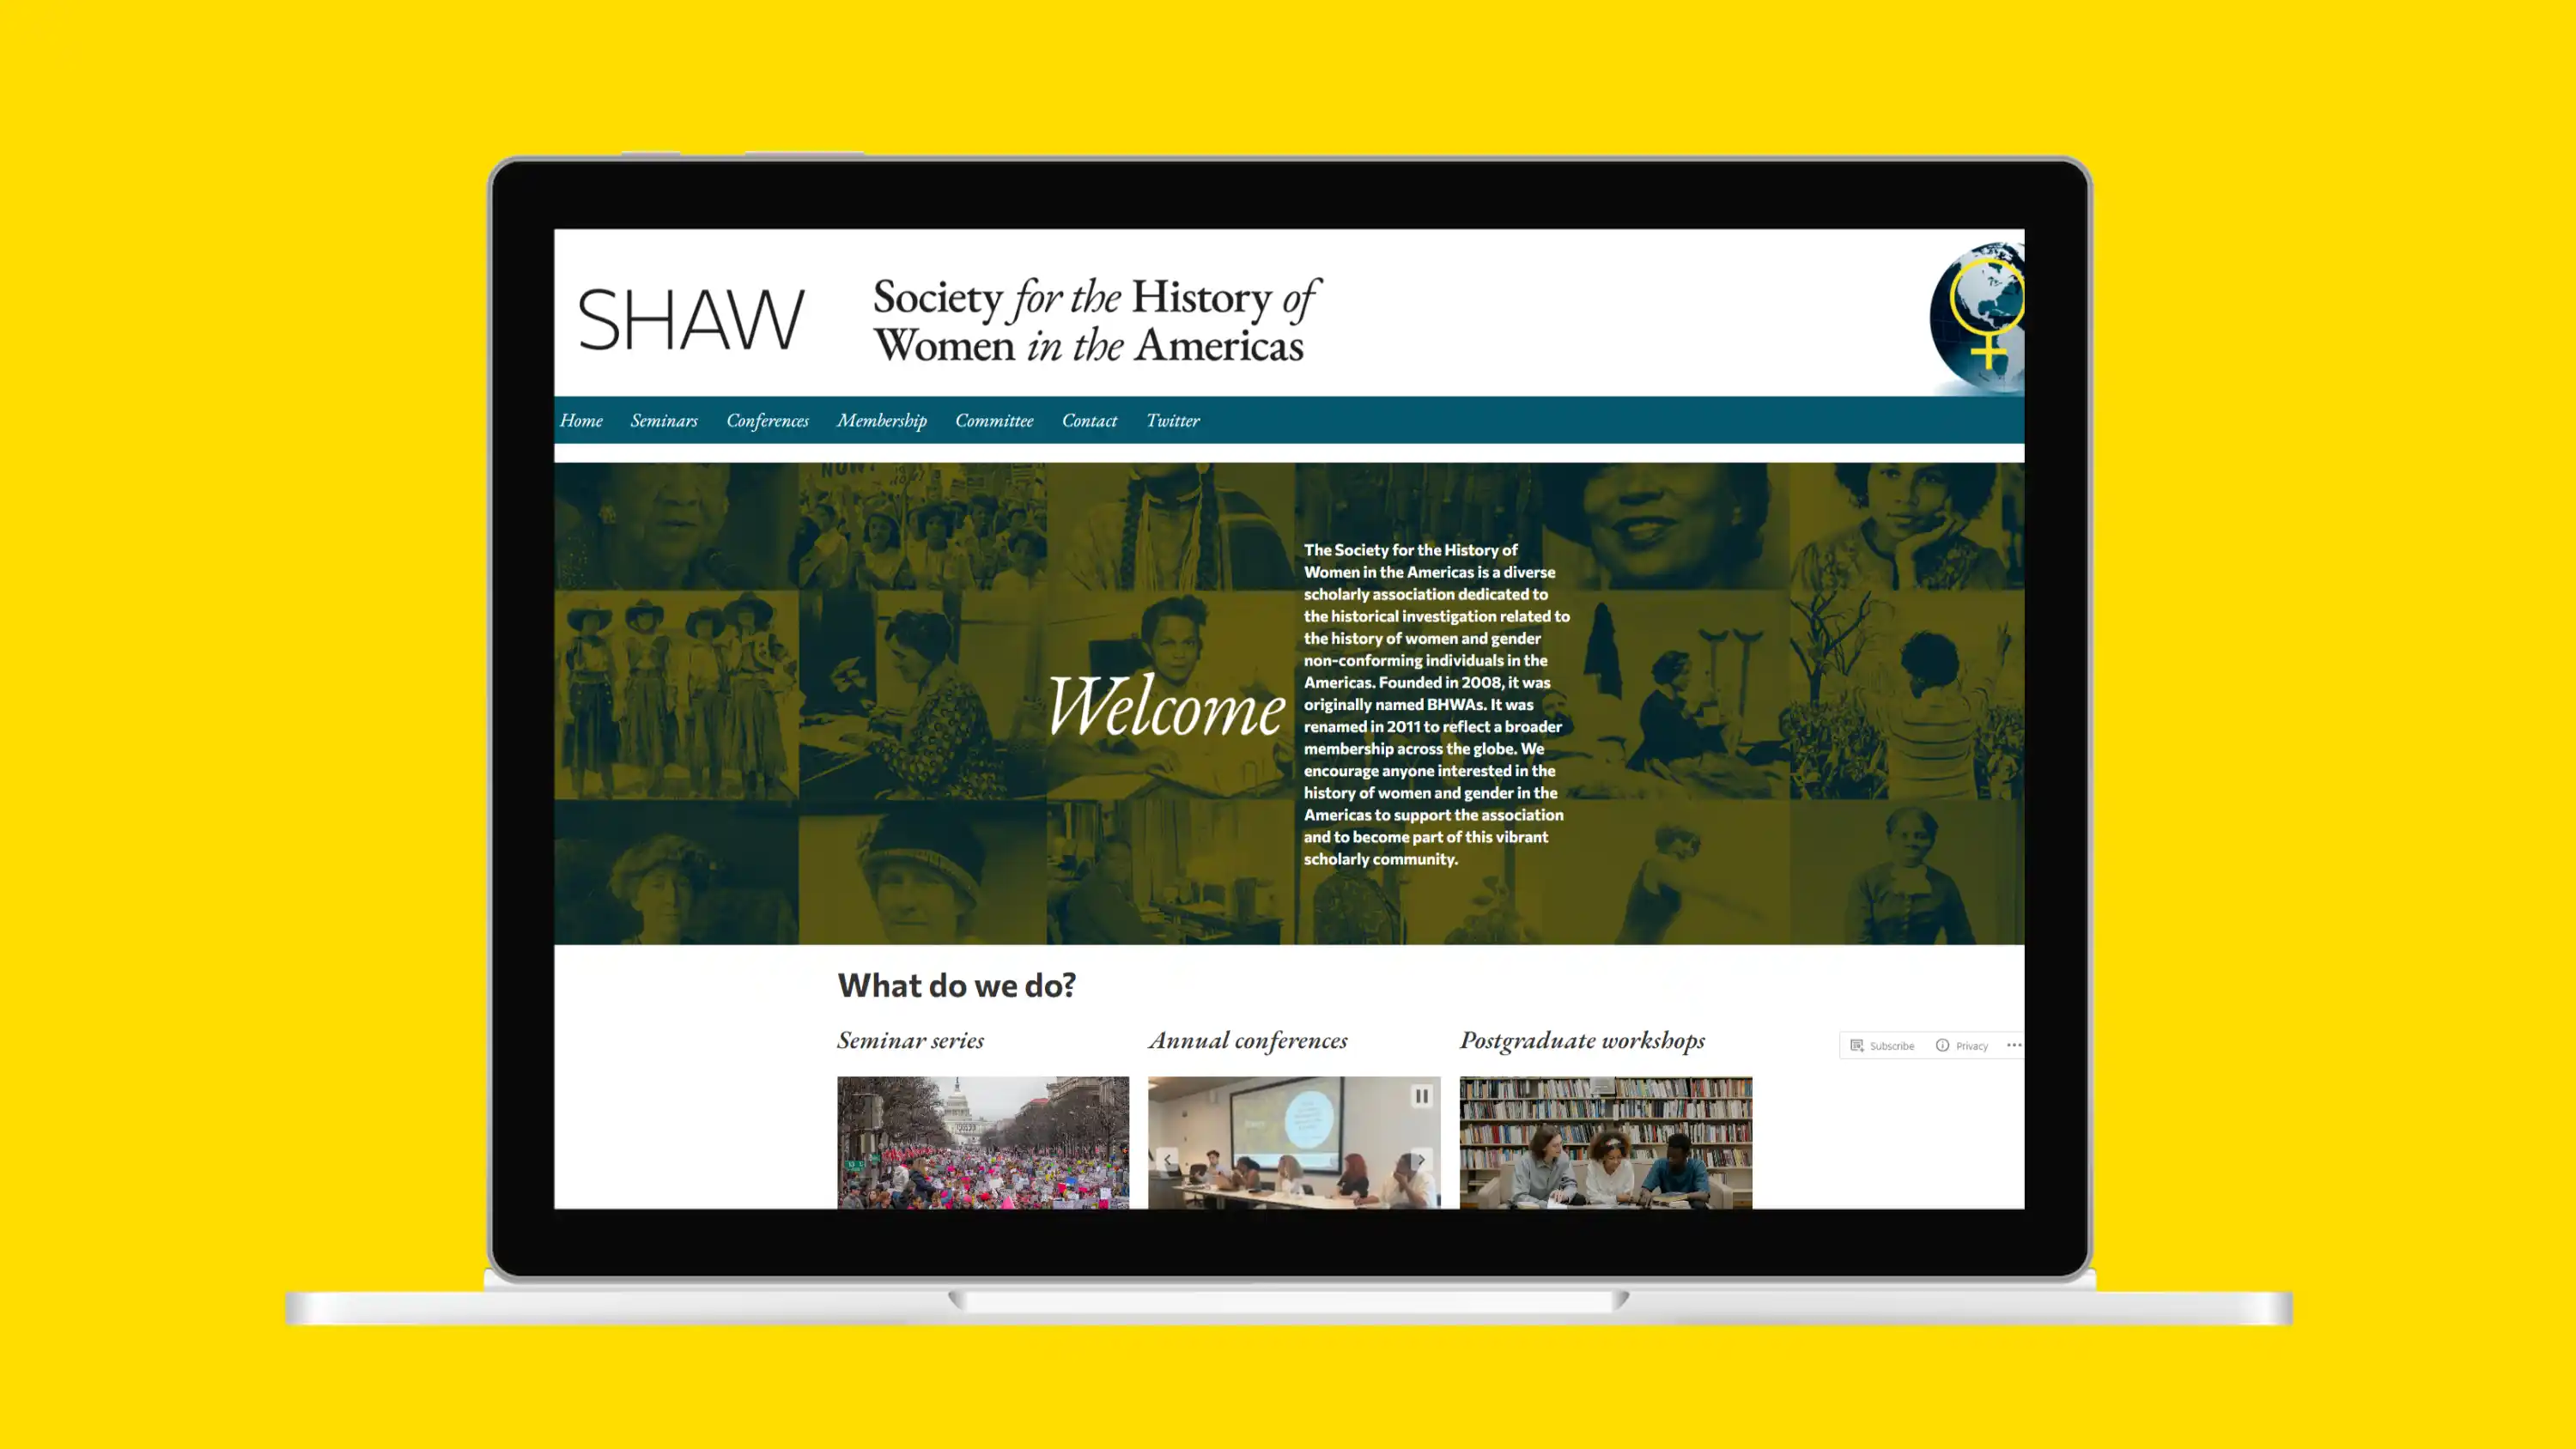 SHAW
Society for the History of
Women in the Americas
Home Seminars Conferences Membership Committee Contact Twitter
NOW!
Welcome
The Society for the History of
Women in the Americas is a diverse
scholarly association dedicated to
the historical investigation related to
the history of women and gender
non-conforming individuals in the
Americas. Founded in 2008, it was
originally named BHWAs. It was
renamed in 2011 to reflect a broader
membership across the globe. We
encourage anyone interested in the
history of women and gender in the
Americas to support the association
and to become part of this vibrant
scholarly community.
What do we do?
Seminar series Annual conferences Postgraduate workshops
Subscribe Privacy